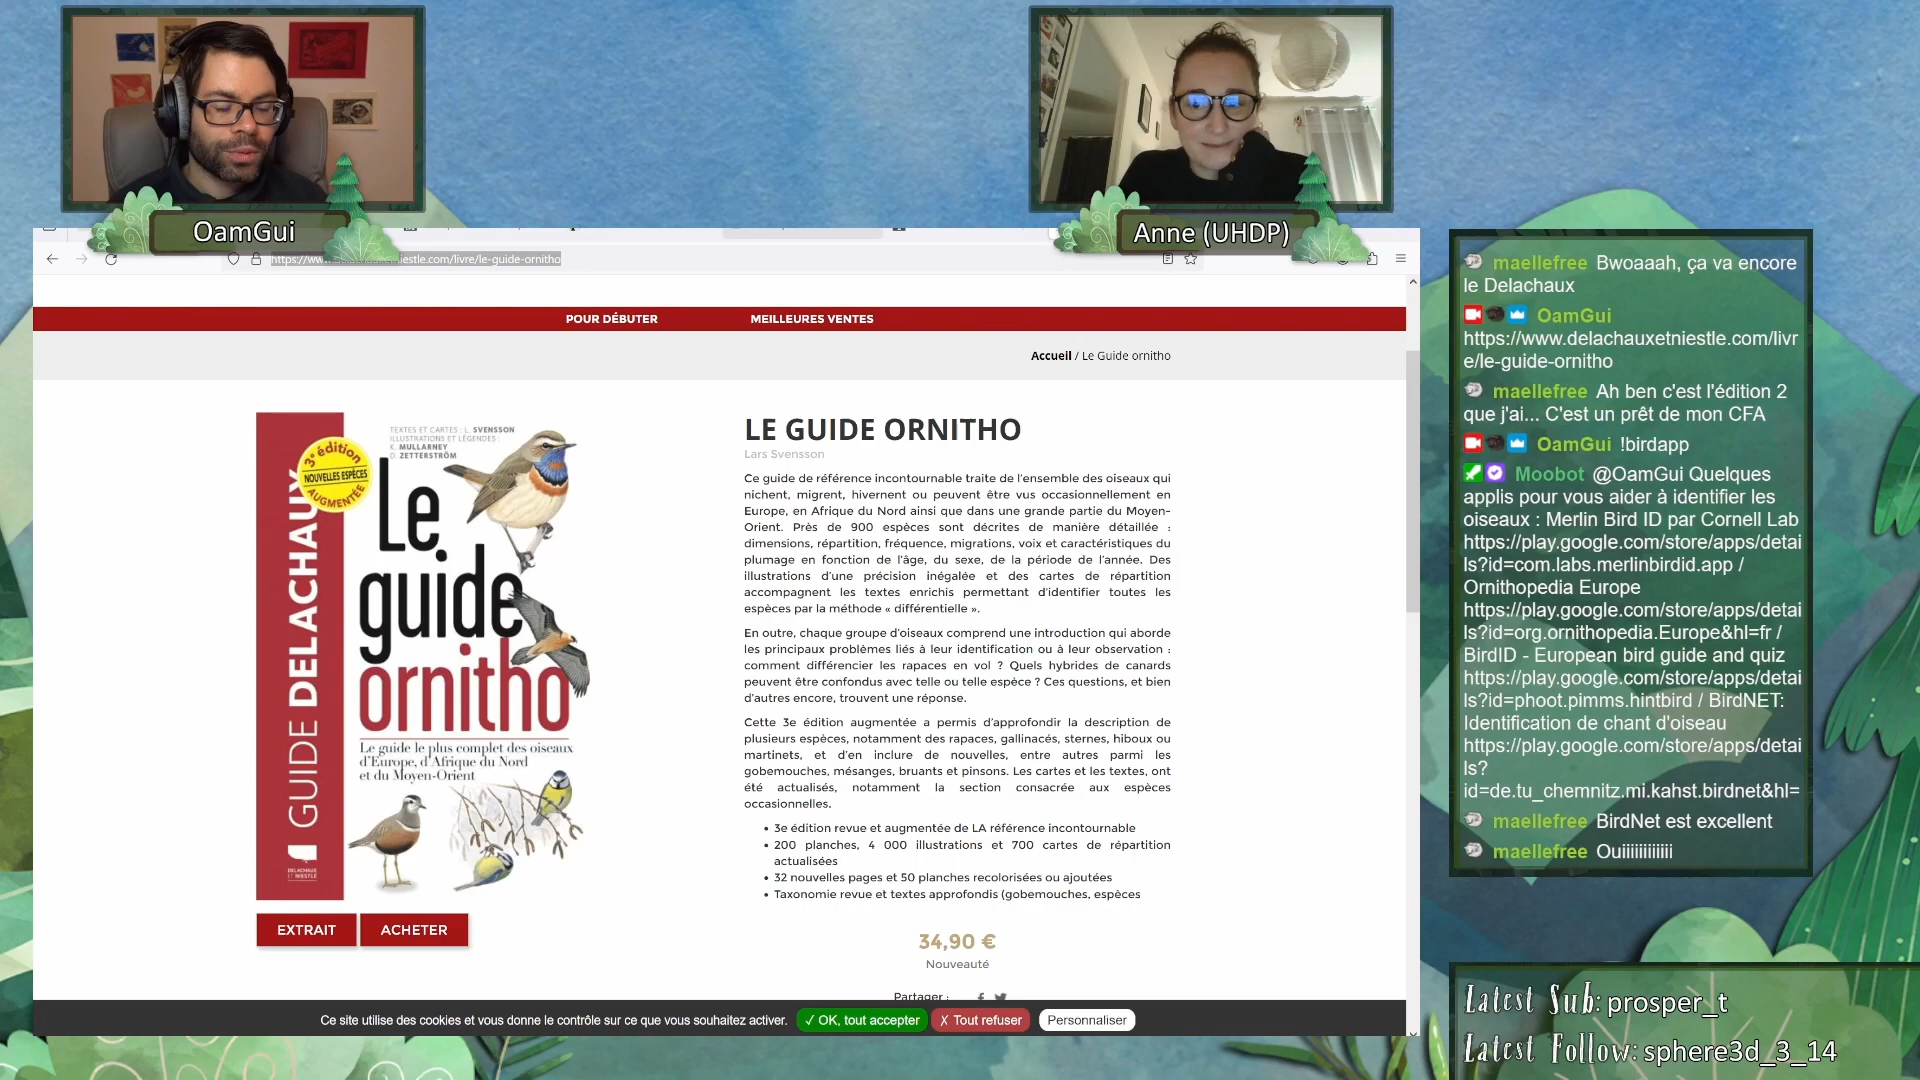 OamGui
Anne (UHDP)
niestle.com/livre/le-guide-ornitho
POUR DÉBUTER
MEILLEURES VENTES
Accueil / Le Guide ornitho
TEXTES ET CARTES : L. SVENSSON
ILLUSTRATIONS ET LÉGENDES :
K. MULLARNEY
D. ZETTERSTRÖM
3e édition
NOUVELLES ESPÈCES
AUGMENTÉE
GUIDE DELACHAUX
Le
guide
ornitho
Le guide le plus complet des oiseaux
d'Europe, d'Afrique du Nord
et du Moyen-Orient
DELACHAUX
ET NIESTLÉ
EXTRAIT
ACHETER
LE GUIDE ORNITHO
Lars Svensson
Ce guide de référence incontournable traite de l'ensemble des oiseaux qui
nichent, migrent, hivernent ou peuvent être vus occasionnellement en
Europe, en Afrique du Nord ainsi que dans une grande partie du Moyen-
Orient. Près de 900 espèces sont décrites de manière détaillée :
dimensions, répartition, fréquence, migrations, voix et caractéristiques du
plumage en fonction de l'âge, du sexe, de la période de l'année. Des
illustrations d'une précision inégalée et des cartes de répartition
accompagnent les textes enrichis permettant d'identifier toutes les
espèces par la méthode « différentielle ».
En outre, chaque groupe d'oiseaux comprend une introduction qui aborde
les principaux problèmes liés à leur identification ou à leur observation :
comment différencier les rapaces en vol ? Quels hybrides de canards
peuvent être confondus avec telle ou telle espèce ? Ces questions, et bien
d'autres encore, trouvent une réponse.
Cette 3e édition augmentée a permis d'approfondir la description de
plusieurs espèces, notamment des rapaces, gallinacés, sternes, hiboux ou
martinets, et d'en inclure de nouvelles, entre autres parmi les
gobemouches, mésanges, bruants et pinsons. Les cartes et les textes, ont
été actualisés, notamment la section consacrée aux espèces
occasionnelles.
• 3e édition revue et augmentée de LA référence incontournable
• 200 planches, 4 000 illustrations et 700 cartes de répartition
actualisées
• 32 nouvelles pages et 50 planches recolorisées ou ajoutées
• Taxonomie revue et textes approfondis (gobemouches, espèces
34,90 €
Nouveauté
Partager :
Ce site utilise des cookies et vous donne le contrôle sur ce que vous souhaitez activer.
✓ OK, tout accepter
✗ Tout refuser
Personnaliser
maellefree Bwoaaah, ça va encore
le Delachaux
OamGui
https://www.delachauxetniestle.com/livr
e/le-guide-ornitho
maellefree Ah ben c'est l'édition 2
que j'ai... C'est un prêt de mon CFA
OamGui !birdapp
Moobot @OamGui Quelques
applis pour vous aider à identifier les
oiseaux : Merlin Bird ID par Cornell Lab
https://play.google.com/store/apps/detai
ls?id=com.labs.merlinbirdid.app /
Ornithopedia Europe
https://play.google.com/store/apps/detai
ls?id=org.ornithopedia.Europe&hl=fr /
BirdID - European bird guide and quiz
https://play.google.com/store/apps/detai
ls?id=phoot.pimms.hintbird / BirdNET:
Identification de chant d'oiseau
https://play.google.com/store/apps/detai
ls?
id=de.tu_chemnitz.mi.kahst.birdnet&hl=
maellefree BirdNet est excellent
maellefree Ouiiiiiiiiiiiii
Latest Sub: prosper_t
Latest Follow: sphere3d_3_14